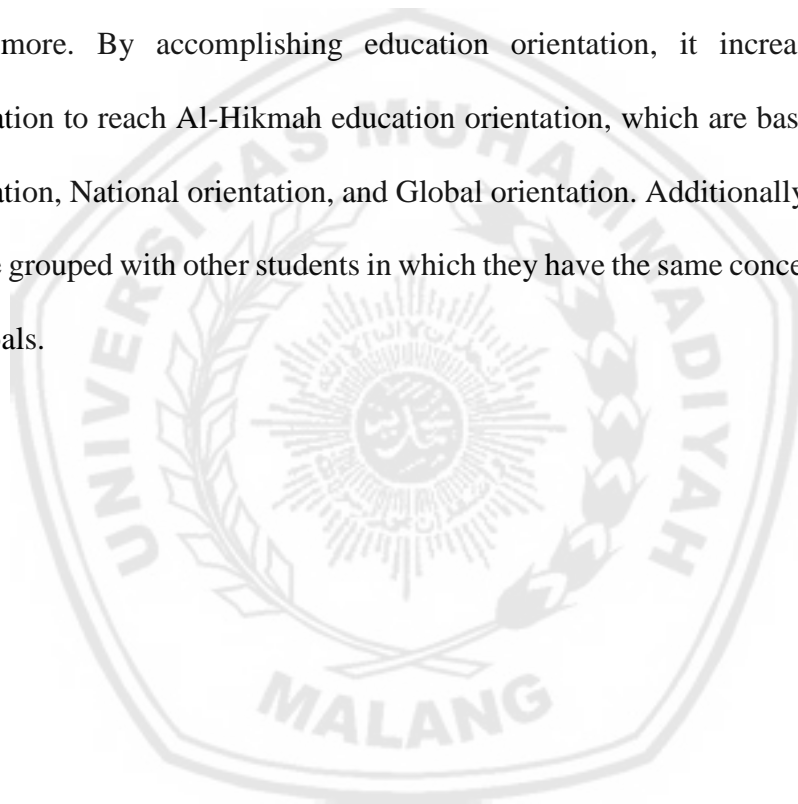 more. By accomplishing education orientation, it increa
ation to reach Al-Hikmah education orientation, which are bas
ation, National orientation, and Global orientation. Additionally
grouped with other students in which they have the same conce
als.
UNIVERSITAS MUHAMMADIYAH
MALANG